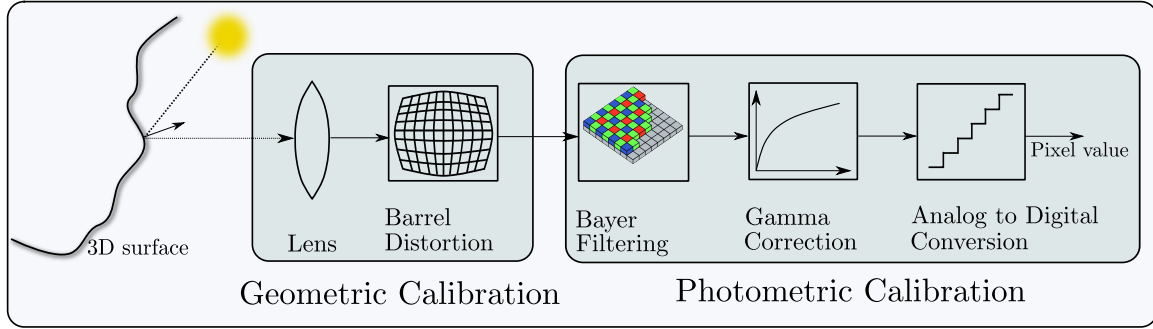 3D surface
Lens
Barrel
Distortion
Geometric Calibration
Bayer
Filtering
Gamma
Correction
Analog to Digital
Conversion
Pixel value
Photometric Calibration